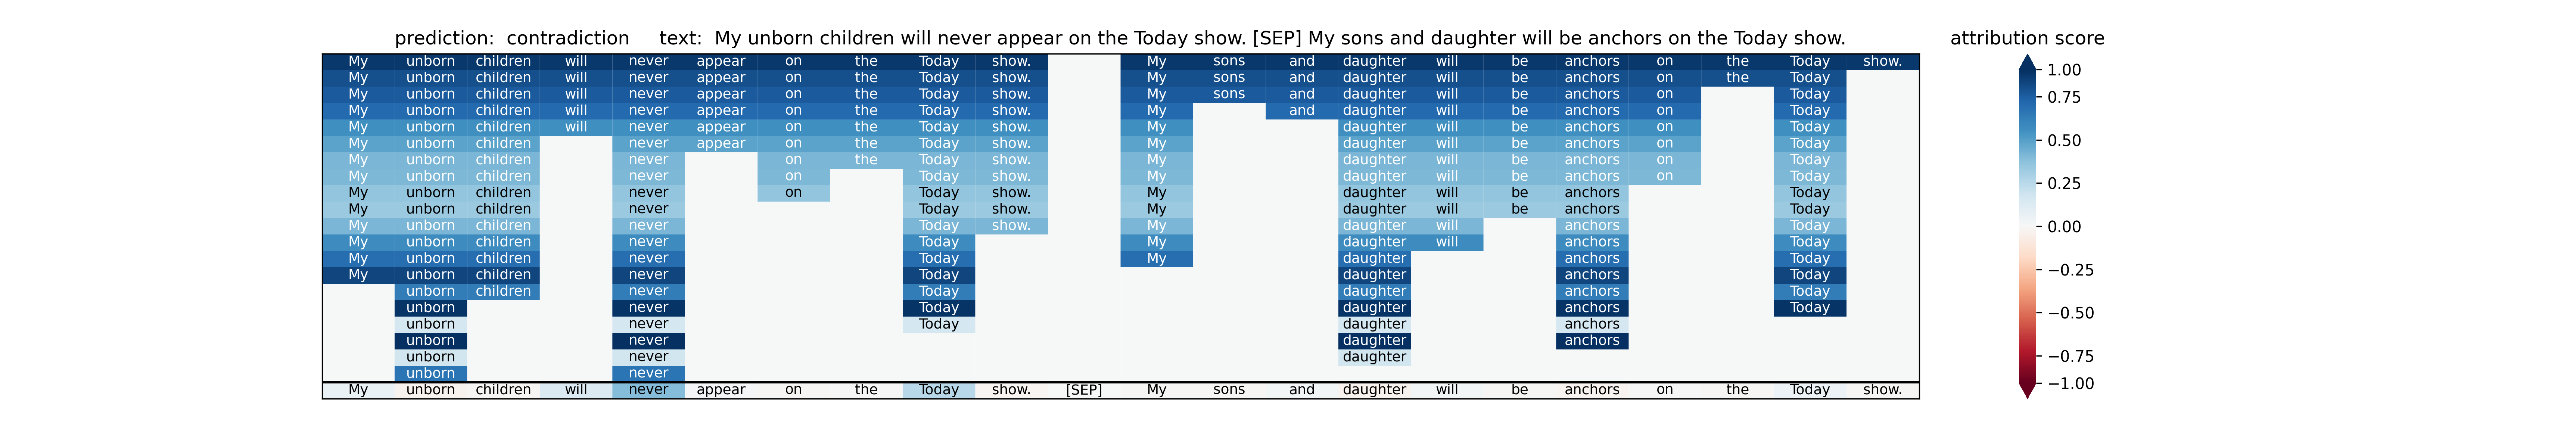 prediction: contradiction text: My unborn children will never appear on the Today show. [SEP] My sons and daughter will be anchors on the Today show.
attribution score
My unborn children will never appear on the Today show. My sons and daughter will be anchors on the Today show.
My unborn children will never appear on the Today show. My sons and daughter will be anchors on the Today
My unborn children will never appear on the Today show. My sons and daughter will be anchors on Today
My unborn children will never appear on the Today show. My and daughter will be anchors on Today
My unborn children will never appear on the Today show. My daughter will be anchors on Today
My unborn children never appear on the Today show. My daughter will be anchors on Today
My unborn children never on the Today show. My daughter will be anchors on Today
My unborn children never on Today show. My daughter will be anchors on Today
My unborn children never on Today show. My daughter will be anchors Today
My unborn children never Today show. My daughter will be anchors Today
My unborn children never Today show. My daughter will anchors Today
My unborn children never Today My daughter will anchors Today
My unborn children never Today My daughter anchors Today
My unborn children never Today daughter anchors Today
unborn children never Today daughter anchors Today
unborn never Today daughter anchors Today
unborn never Today daughter anchors
unborn never daughter anchors
unborn never daughter
unborn never
My unborn children will never appear on the Today show. [SEP] My sons and daughter will be anchors on the Today show.
1.00
0.75
0.50
0.25
0.00
−0.25
−0.50
−0.75
−1.00